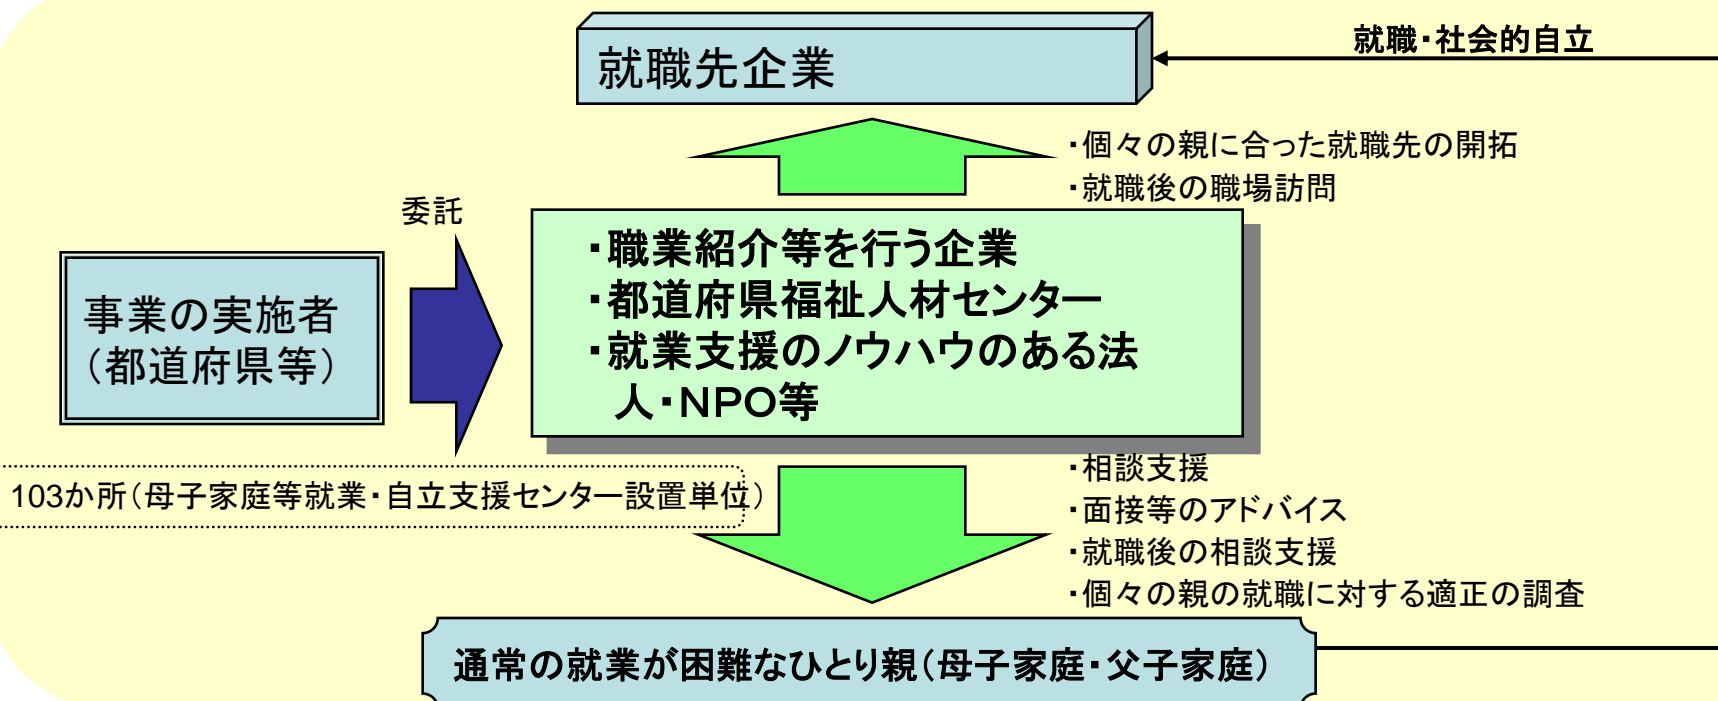 就職先企業
就職・社会的自立
・個々の親に合った就職先の開拓
・就職後の職場訪問
委託
事業の実施者
(都道府県等)
・職業紹介等を行う企業
・都道府県福祉人材センター
・就業支援のノウハウのある法
人・NPO等
103か所(母子家庭等就業・自立支援センター設置単位)
・相談支援
・面接等のアドバイス
・就職後の相談支援
・個々の親の就職に対する適正の調査
通常の就業が困難なひとり親(母子家庭・父子家庭)